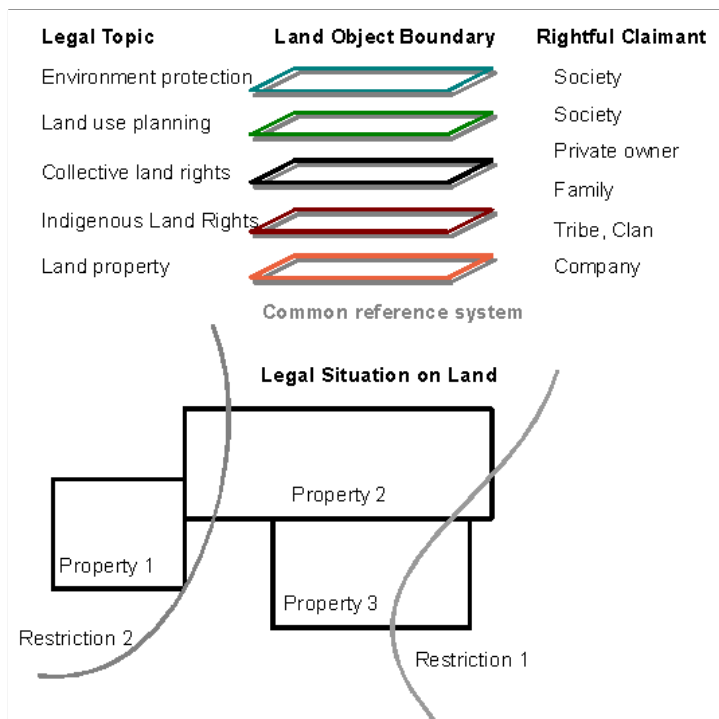 Legal Topic Land Object Boundary Rightful Claimant
Environment protection Society
Land use planning Society
Private owner
Collective land rights
Family
Indigenous Land Rights Tribe, Clan
Land property Company
Common reference system
Legal Situation on Land
Property 2
Property 1
Property 3
Restriction 2
Restriction 1